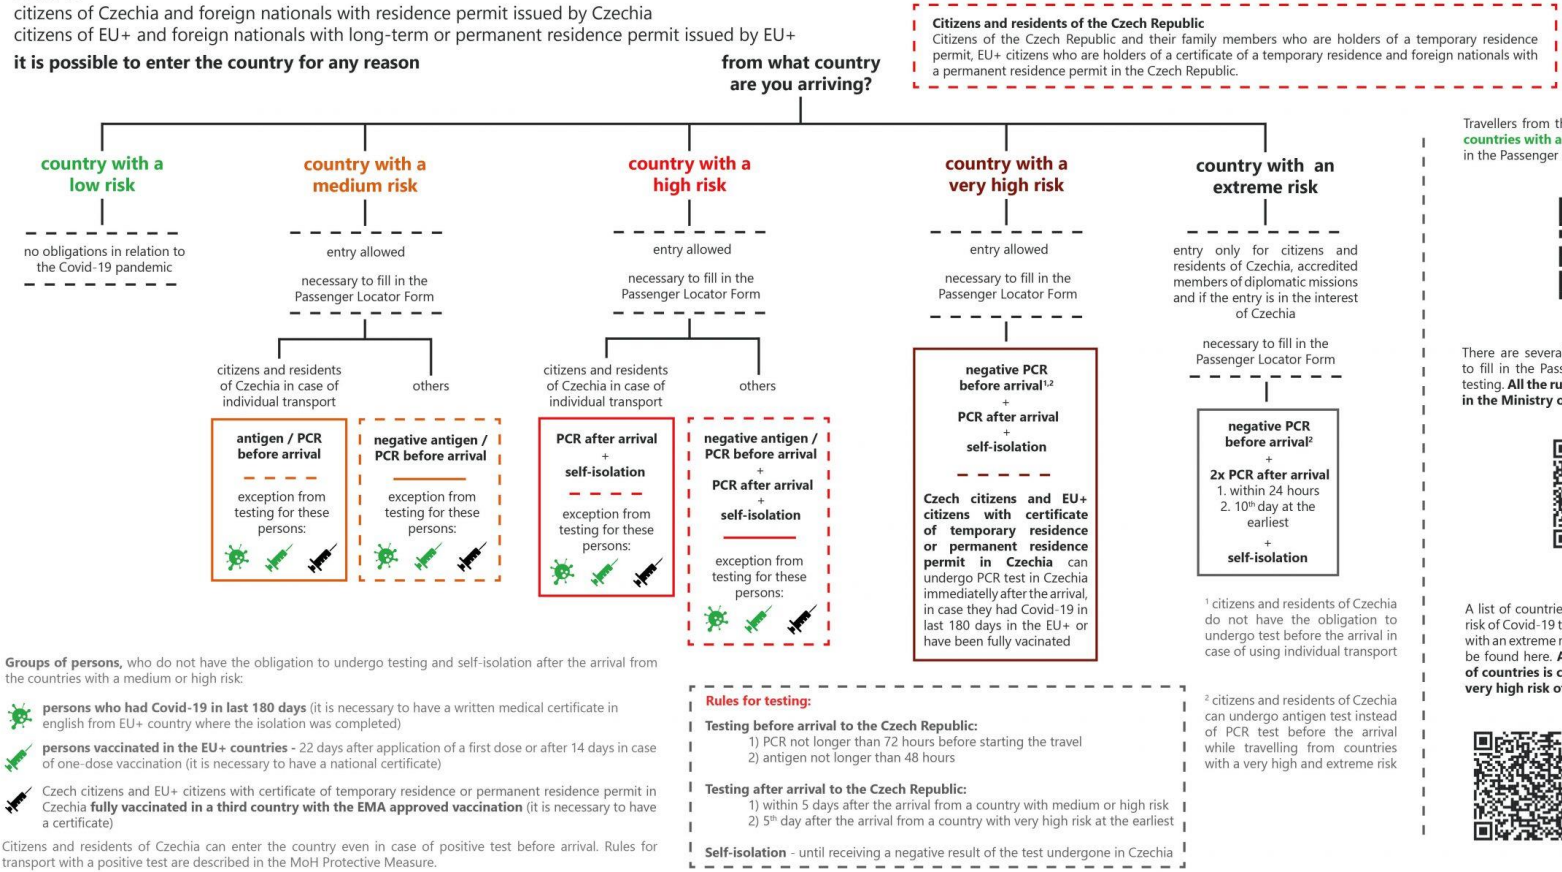 citizens of Czechia and foreign nationals with residence permit issued by Czechia
citizens of EU+ and foreign nationals with long-term or permanent residence permit issued by EU+
it is possible to enter the country for any reason
from what country
are you arriving?
Citizens and residents of the Czech Republic
Citizens of the Czech Republic and their family members who are holders of a temporary residence
permit, EU+ citizens who are holders of a certificate of a temporary residence and foreign nationals with
a permanent residence permit in the Czech Republic.
country with a
low risk
no obligations in relation to
the Covid-19 pandemic
country with a
medium risk
entry allowed
necessary to fill in the
Passenger Locator Form
citizens and residents
of Czechia in case of
individual transport
antigen / PCR
before arrival
exception from
testing for these
persons:
others
negative antigen /
PCR before arrival
exception from
testing for these
persons:
country with a
high risk
entry allowed
necessary to fill in the
Passenger Locator Form
citizens and residents
of Czechia in case of
individual transport
PCR after arrival
+
self-isolation
exception from
testing for these
persons:
others
negative antigen /
PCR before arrival
+
PCR after arrival
+
self-isolation
exception from
testing for these
persons:
country with a
very high risk
entry allowed
necessary to fill in the
Passenger Locator Form
negative PCR
before arrival1,2
+
PCR after arrival
+
self-isolation
Czech citizens and EU+
citizens with certificate
of temporary residence
or permanent residence
permit in Czechia can
undergo PCR test in Czechia
immediatelly after the arrival,
in case they had Covid-19 in
last 180 days in the EU+ or
have been fully vacinated
country with an
extreme risk
entry only for citizens and
residents of Czechia, accredited
members of diplomatic missions
and if the entry is in the interest
of Czechia
necessary to fill in the
Passenger Locator Form
negative PCR
before arrival2
+
2x PCR after arrival
1. within 24 hours
2. 10th day at the
earliest
+
self-isolation
1 citizens and residents of Czechia
do not have the obligation to
undergo test before the arrival in
case of using individual transport
2 citizens and residents of Czechia
can undergo antigen test instead
of PCR test before the arrival
while travelling from countries
with a very high and extreme risk
Groups of persons, who do not have the obligation to undergo testing and self-isolation after the arrival from
the countries with a medium or high risk:
persons who had Covid-19 in last 180 days (it is necessary to have a written medical certificate in
english from EU+ country where the isolation was completed)
persons vaccinated in the EU+ countries - 22 days after application of a first dose or after 14 days in case
of one-dose vaccination (it is necessary to have a national certificate)
Czech citizens and EU+ citizens with certificate of temporary residence or permanent residence permit in
Czechia fully vaccinated in a third country with the EMA approved vaccination (it is necessary to have
a certificate)
Citizens and residents of Czechia can enter the country even in case of positive test before arrival. Rules for
transport with a positive test are described in the MoH Protective Measure.
Rules for testing:
Testing before arrival to the Czech Republic:
1) PCR not longer than 72 hours before starting the travel
2) antigen not longer than 48 hours
Testing after arrival to the Czech Republic:
1) within 5 days after the arrival from a country with medium or high risk
2) 5th day after the arrival from a country with very high risk at the earliest
Self-isolation - until receiving a negative result of the test undergone in Czechia
Travellers from
countries with
in the Passenger
There are
to fill in the
testing. All the
in the Ministry
A list of
risk of Covid-19
with an extreme
be found here.
of countries is
very high risk